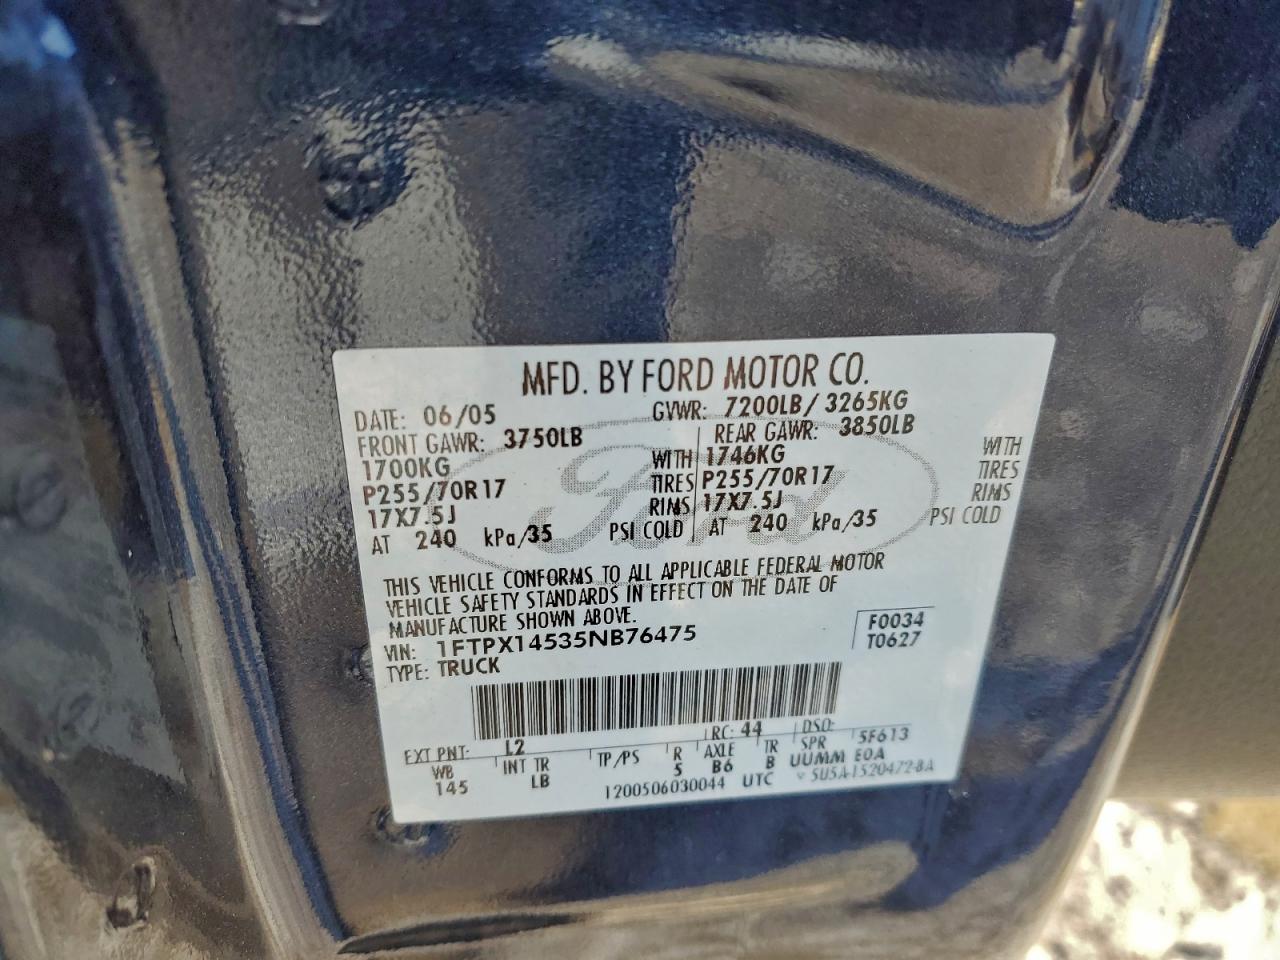 MFD. BY FORD MOTOR CO.
DATE: 06/05 GVWR: 7200LB/ 3265KG
FRONT GAWR: 3750LB REAR GAWR: 3850LB
1700KG WITH 1746KG WITH
P255/70R17 TIRES P255/70R17 TIRES
17X7.5J RIMS 17X7.5J RIMS
AT 240 kPa/35 PSI COLD AT 240 kPa/35 PSI COLD
Ford
THIS VEHICLE CONFORMS TO ALL APPLICABLE FEDERAL MOTOR
VEHICLE SAFETY STANDARDS IN EFFECT ON THE DATE OF
MANUFACTURE SHOWN ABOVE.
VIN: 1FTPX14535NB76475 F0034
TYPE: TRUCK T0627
EXT PNT: L2 RC: 44 DSO:
WB INT TR TP/PS R AXLE TR SPR 5F613
145 LB 5 B6 B UUMM E0A
1200506030044 UTC 5U5A-1520472-BA